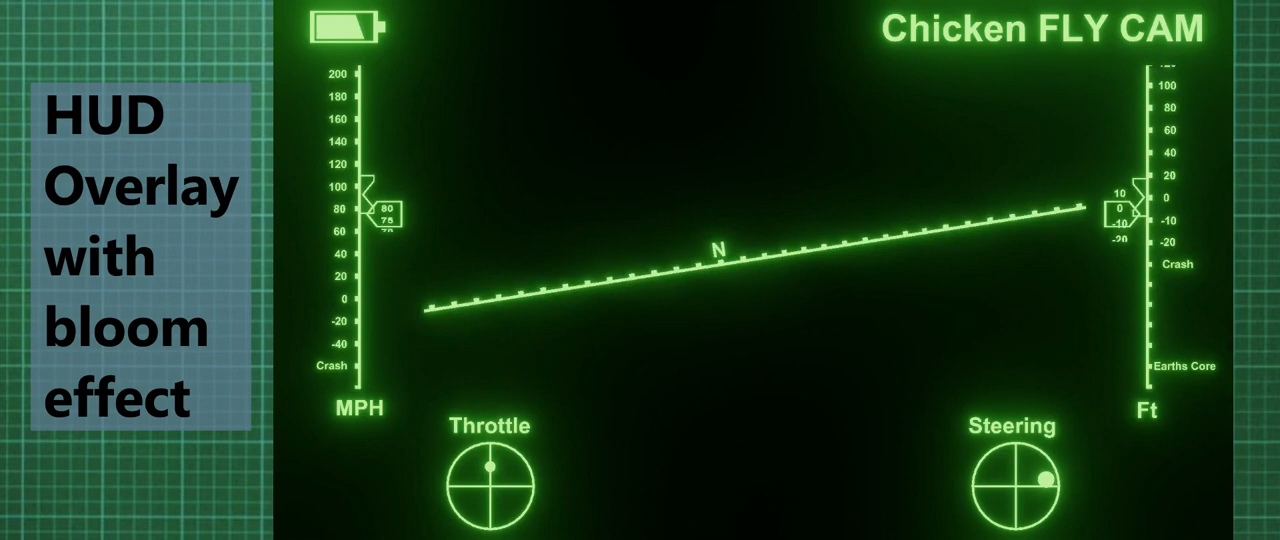 HUD
Overlay
with
bloom
effect
Chicken FLY CAM
200
180
160
140
120
100
80
60
40
20
0
-20
-40
Crash
MPH
80
75
N
100
80
60
40
20
0
-10
-20
Crash
Earths Core
Ft
10
0
-10
-20
Throttle
Steering